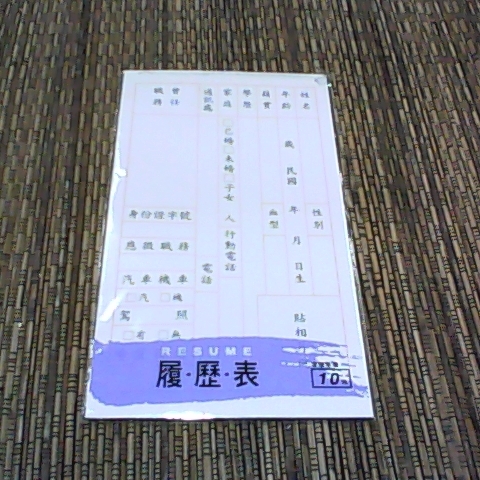 姓名
年齡 歲 民國 年 月 日生
性別
籍貫
血型
貼相
學歷
家庭 □已婚□未婚□子女 人 行動電話
通訊處
電話
曾任
職務
身份證字號
應徵職務
汽車機車
□汽 □機
駕 照
□有 □無
RESUME
履·歷·表
10